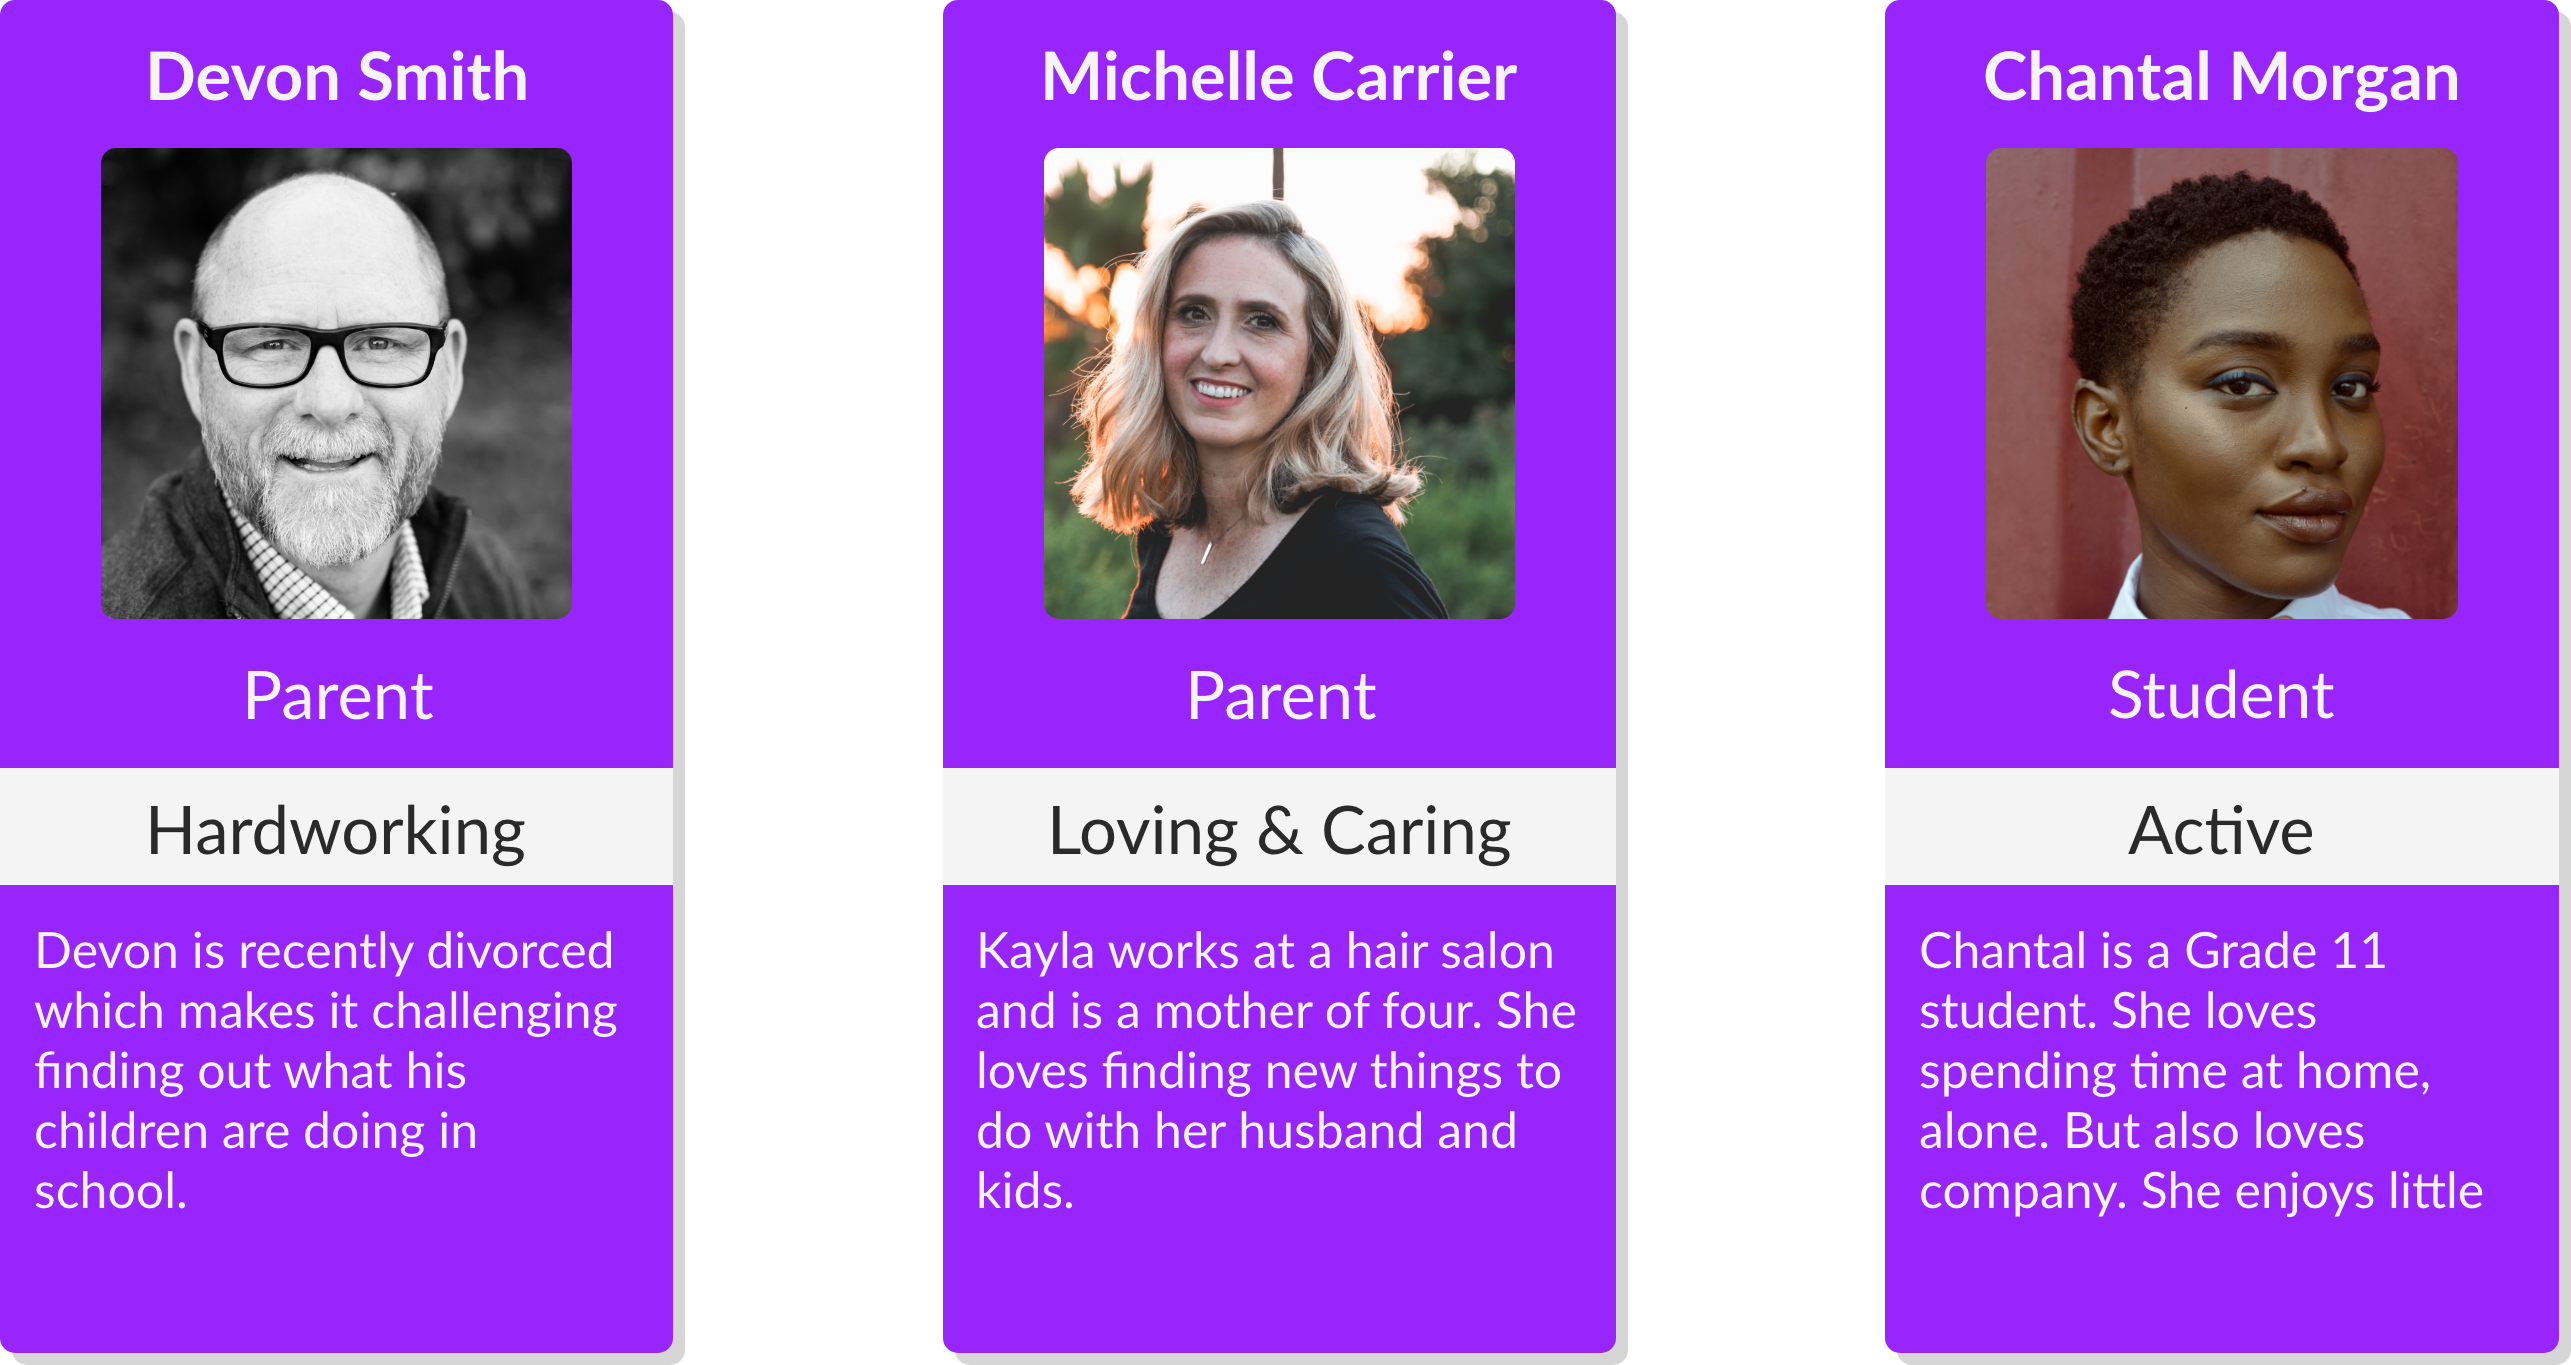 Devon Smith
Parent
Hardworking
Devon is recently divorced
which makes it challenging
finding out what his
children are doing in
school.
Michelle Carrier
Parent
Loving & Caring
Kayla works at a hair salon
and is a mother of four. She
loves finding new things to
do with her husband and
kids.
Chantal Morgan
Student
Active
Chantal is a Grade 11
student. She loves
spending time at home,
alone. But also loves
company. She enjoys little